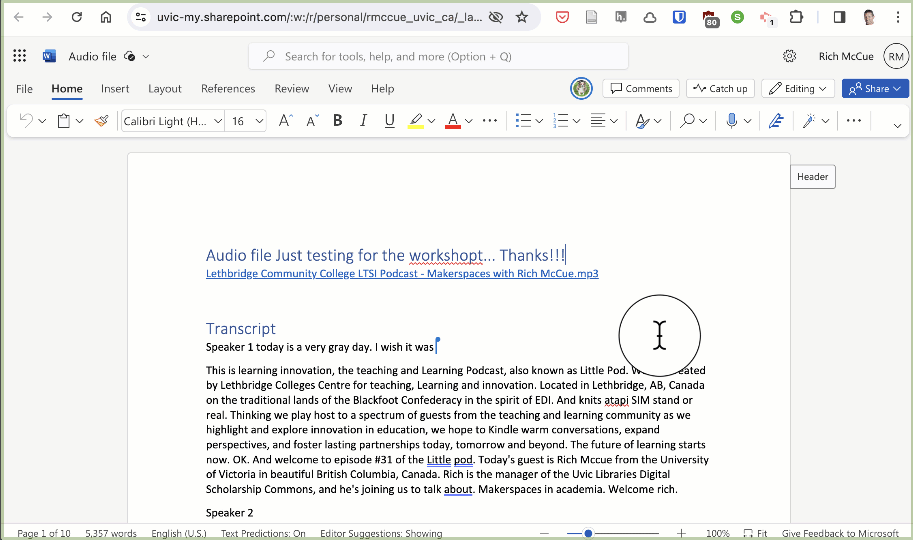 uvic-my.sharepoint.com/:w:/r/personal/rmccue_uvic_ca/_la...
80
S
1
W
Audio file
Search for tools, help, and more (Option + Q)
Rich McCue
RM
File
Home
Insert
Layout
References
Review
View
Help
Comments
Catch up
Editing
Share
Calibri Light (H...
16
A
A
B
I
U
A
Header
Audio file Just testing for the workshopt... Thanks!!!
Lethbridge Community College LTSI Podcast - Makerspaces with Rich McCue.mp3
Transcript
Speaker 1 today is a very gray day. I wish it was
This is learning innovation, the teaching and Learning Podcast, also known as Little Pod.
by Lethbridge Colleges Centre for teaching, Learning and innovation. Located in Lethbridge, AB, Canada
on the traditional lands of the Blackfoot Confederacy in the spirit of EDI. And knits atapi SIM stand or
real. Thinking we play host to a spectrum of guests from the teaching and learning community as we
highlight and explore innovation in education, we hope to Kindle warm conversations, expand
perspectives, and foster lasting partnerships today, tomorrow and beyond. The future of learning starts
now. OK. And welcome to episode #31 of the Little pod. Today's guest is Rich Mccue from the University
of Victoria in beautiful British Columbia, Canada. Rich is the manager of the Uvic Libraries Digital
Scholarship Commons, and he's joining us to talk about. Makerspaces in academia. Welcome rich.
Speaker 2
Page 1 of 10
5,357 words
English (U.S.)
Text Predictions: On
Editor Suggestions: Showing
100%
Fit
Give Feedback to Microsoft